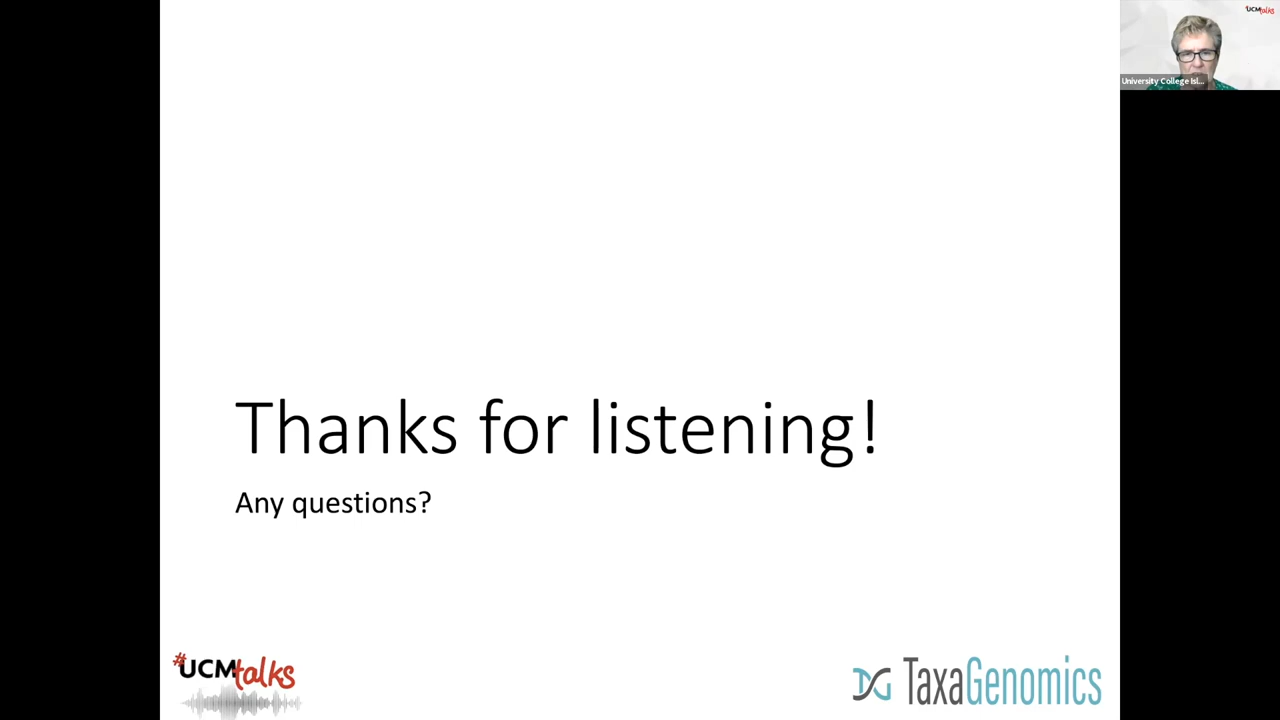 UCMtalks
University College Isl...
Thanks for listening!
Any questions?
#UCMtalks
TaxaGenomics